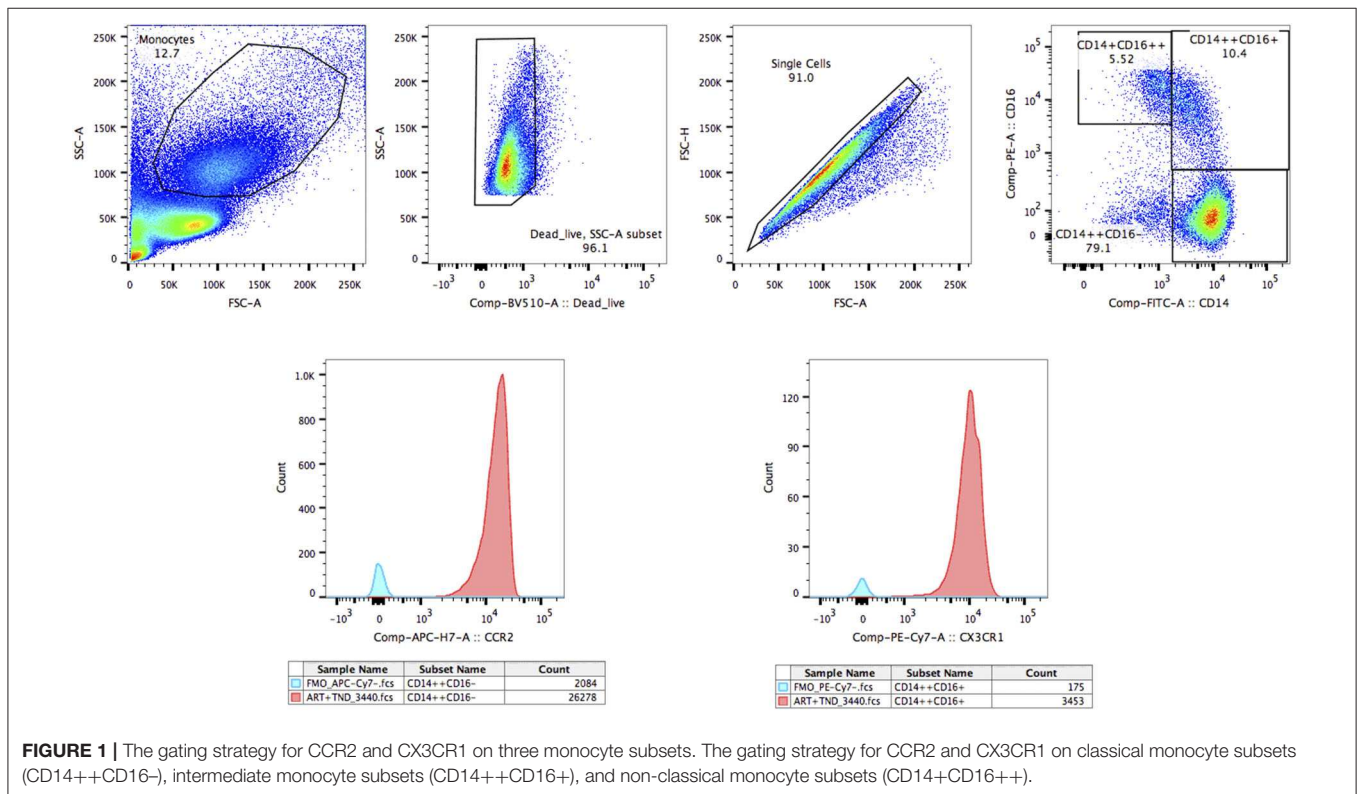 Monocytes
12.7
250K
200K
150K
100K
50K
0
SSC-A
0 50K 100K 150K 200K 250K
FSC-A
250K
200K
150K
100K
50K
0
SSC-A
Dead_live, SSC-A subset
96.1
-10^3 0 10^3 10^4 10^5
Comp-BV510-A :: Dead_live
Single Cells
91.0
250K
200K
150K
100K
50K
0
FSC-H
0 50K 100K 150K 200K 250K
FSC-A
CD14+CD16++
5.52
CD14++CD16+
10.4
CD14++CD16-
79.1
10^5
10^4
10^3
10^2
0
Comp-PE-A :: CD16
0 10^3 10^4 10^5
Comp-FITC-A :: CD14
1.0K
800
600
400
200
0
Count
-10^3 0 10^3 10^4 10^5
Comp-APC-H7-A :: CCR2
Sample Name Subset Name Count
FMO_APC-Cy7-.fcs CD14++CD16- 2084
ART+TND_3440.fcs CD14++CD16- 26278
120
90
60
30
0
Count
-10^3 0 10^3 10^4 10^5
Comp-PE-Cy7-A :: CX3CR1
Sample Name Subset Name Count
FMO_PE-Cy7-.fcs CD14++CD16+ 175
ART+TND_3440.fcs CD14++CD16+ 3453
FIGURE 1 | The gating strategy for CCR2 and CX3CR1 on three monocyte subsets. The gating strategy for CCR2 and CX3CR1 on classical monocyte subsets
(CD14++CD16–), intermediate monocyte subsets (CD14++CD16+), and non-classical monocyte subsets (CD14+CD16++).